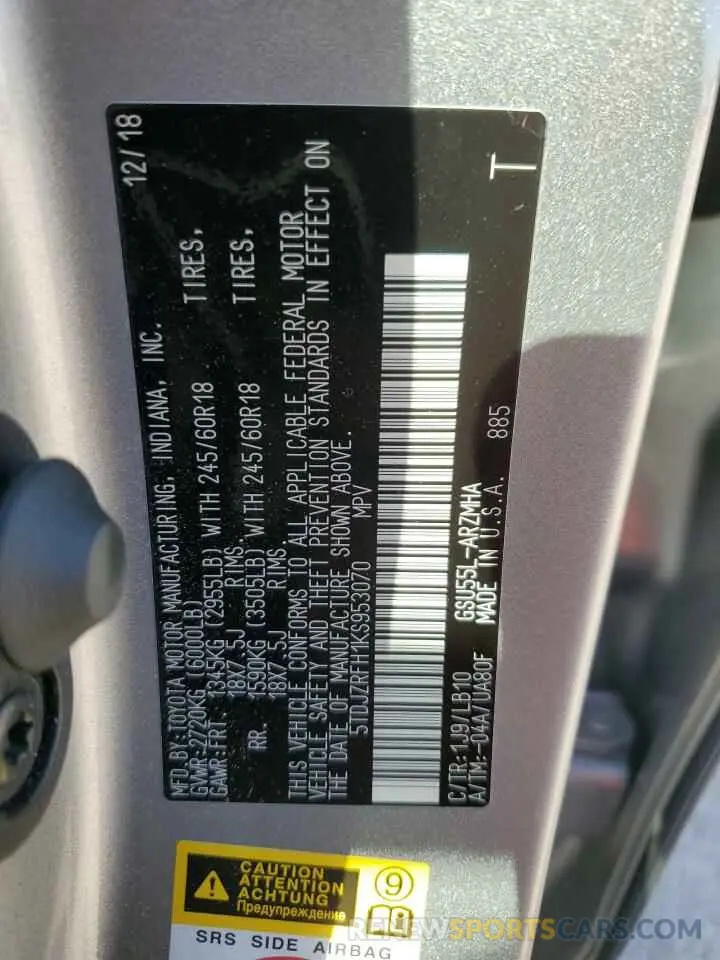 MFD BY:TOYOTA MOTOR MANUFACTURING, INDIANA, INC. 12/18
GVWR-2720KG (6000LB)
GAWR:FRT. 1345KG (2955LB) WITH 245/60R18 TIRES,
18X7.5J RIMS,
RR. 1590KG (3505LB) WITH 245/60R18 TIRES,
18X7.5J RIMS.
THIS VEHICLE CONFORMS TO ALL APPLICABLE FEDERAL MOTOR
VEHICLE SAFETY AND THEFT PREVENTION STANDARDS IN EFFECT ON
THE DATE OF MANUFACTURE SHOWN ABOVE.
5TDJZRFH1KS953070 MPV
T
C/TR:1J9/LB10 GSU55L-ARZMHA
A/TM:-04A/UA80F MADE IN U.S.A. 885
CAUTION
ATTENTION
ACHTUNG
Предупреждение
9
SRS SIDE AIRBAG
RENEWSPORTSCARS.COM